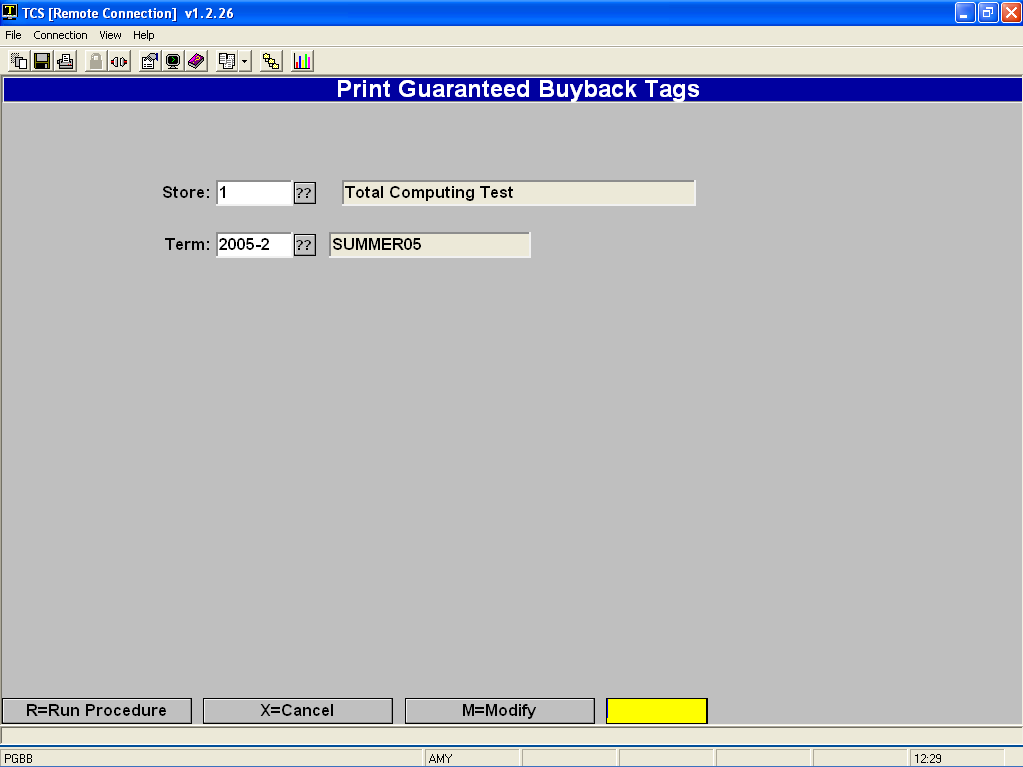 TCS [Remote Connection] v1.2.26
File Connection View Help
Print Guaranteed Buyback Tags
Store: 1 ?? Total Computing Test
Term: 2005-2 ?? SUMMER05
R=Run Procedure X=Cancel M=Modify
PGBB AMY 12:29